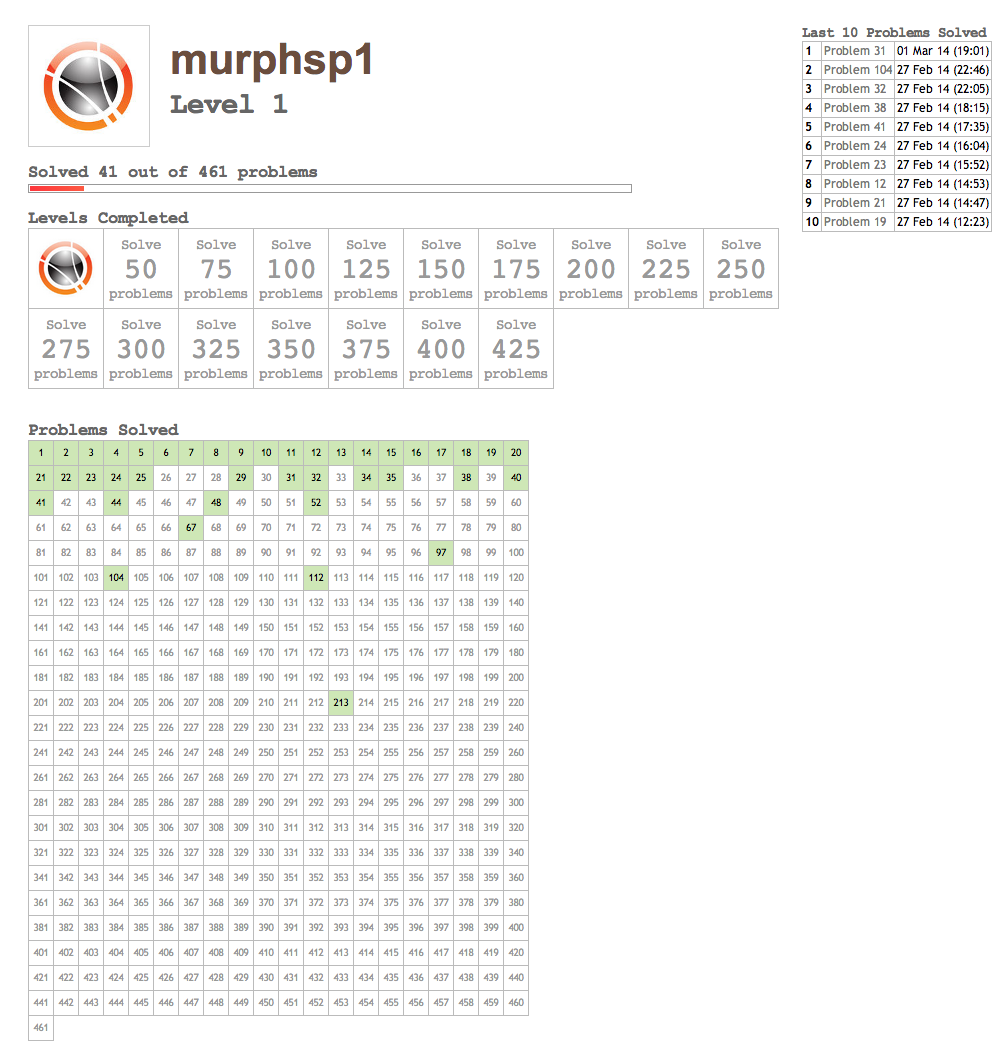 murphsp1
Level 1
Solved 41 out of 461 problems
Levels Completed
Solve Solve Solve Solve Solve Solve Solve Solve Solve
50 75 100 125 150 175 200 225 250
problems problems problems problems problems problems problems problems problems
Solve Solve Solve Solve Solve Solve Solve
275 300 325 350 375 400 425
problems problems problems problems problems problems problems
Problems Solved
1 2 3 4 5 6 7 8 9 10 11 12 13 14 15 16 17 18 19 20
21 22 23 24 25 26 27 28 29 30 31 32 33 34 35 36 37 38 39 40
41 42 43 44 45 46 47 48 49 50 51 52 53 54 55 56 57 58 59 60
61 62 63 64 65 66 67 68 69 70 71 72 73 74 75 76 77 78 79 80
81 82 83 84 85 86 87 88 89 90 91 92 93 94 95 96 97 98 99 100
101 102 103 104 105 106 107 108 109 110 111 112 113 114 115 116 117 118 119 120
121 122 123 124 125 126 127 128 129 130 131 132 133 134 135 136 137 138 139 140
141 142 143 144 145 146 147 148 149 150 151 152 153 154 155 156 157 158 159 160
161 162 163 164 165 166 167 168 169 170 171 172 173 174 175 176 177 178 179 180
181 182 183 184 185 186 187 188 189 190 191 192 193 194 195 196 197 198 199 200
201 202 203 204 205 206 207 208 209 210 211 212 213 214 215 216 217 218 219 220
221 222 223 224 225 226 227 228 229 230 231 232 233 234 235 236 237 238 239 240
241 242 243 244 245 246 247 248 249 250 251 252 253 254 255 256 257 258 259 260
261 262 263 264 265 266 267 268 269 270 271 272 273 274 275 276 277 278 279 280
281 282 283 284 285 286 287 288 289 290 291 292 293 294 295 296 297 298 299 300
301 302 303 304 305 306 307 308 309 310 311 312 313 314 315 316 317 318 319 320
321 322 323 324 325 326 327 328 329 330 331 332 333 334 335 336 337 338 339 340
341 342 343 344 345 346 347 348 349 350 351 352 353 354 355 356 357 358 359 360
361 362 363 364 365 366 367 368 369 370 371 372 373 374 375 376 377 378 379 380
381 382 383 384 385 386 387 388 389 390 391 392 393 394 395 396 397 398 399 400
401 402 403 404 405 406 407 408 409 410 411 412 413 414 415 416 417 418 419 420
421 422 423 424 425 426 427 428 429 430 431 432 433 434 435 436 437 438 439 440
441 442 443 444 445 446 447 448 449 450 451 452 453 454 455 456 457 458 459 460
461
Last 10 Problems Solved
1 Problem 31 01 Mar 14 (19:01)
2 Problem 104 27 Feb 14 (22:46)
3 Problem 32 27 Feb 14 (22:05)
4 Problem 38 27 Feb 14 (18:15)
5 Problem 41 27 Feb 14 (17:35)
6 Problem 24 27 Feb 14 (16:04)
7 Problem 23 27 Feb 14 (15:52)
8 Problem 12 27 Feb 14 (14:53)
9 Problem 21 27 Feb 14 (14:47)
10 Problem 19 27 Feb 14 (12:23)